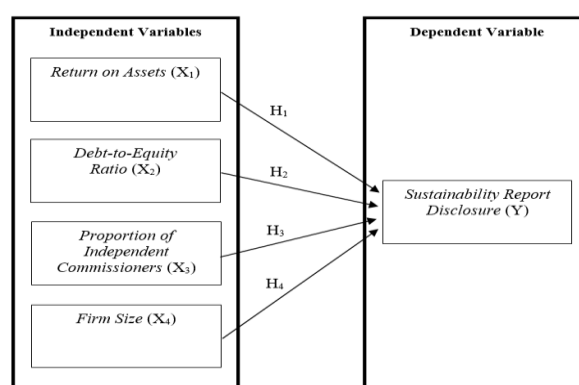 Independent Variables
Return on Assets (X₁)
Debt-to-Equity
Ratio (X₂)
Proportion of
Independent
Commissioners (X₃)
Firm Size (X₄)
H₁
H₂
H₃
H₄
Dependent Variable
Sustainability Report
Disclosure (Y)